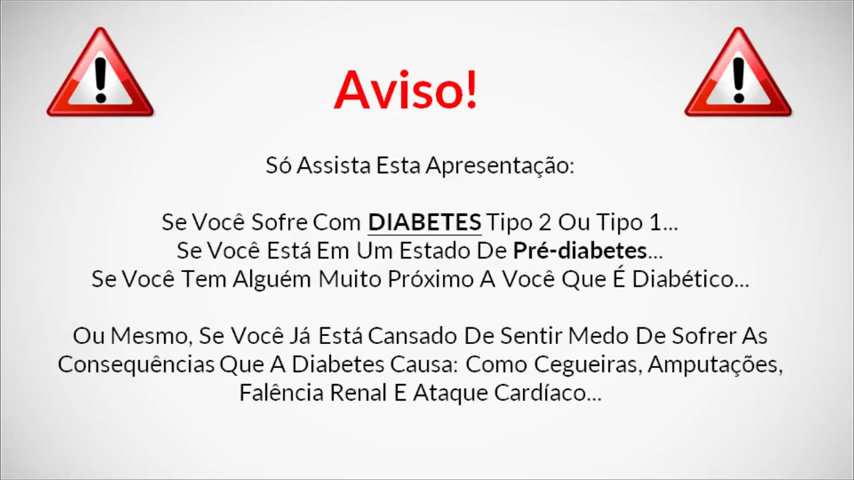 Aviso!
Só Assista Esta Apresentação:
Se Você Sofre Com DIABETES Tipo 2 Ou Tipo 1...
Se Você Está Em Um Estado De Pré-diabetes...
Se Você Tem Alguém Muito Próximo A Você Que É Diabético...
Ou Mesmo, Se Você Já Está Cansado De Sentir Medo De Sofrer As
Consequências Que A Diabetes Causa: Como Cegueiras, Amputações,
Falência Renal E Ataque Cardíaco...